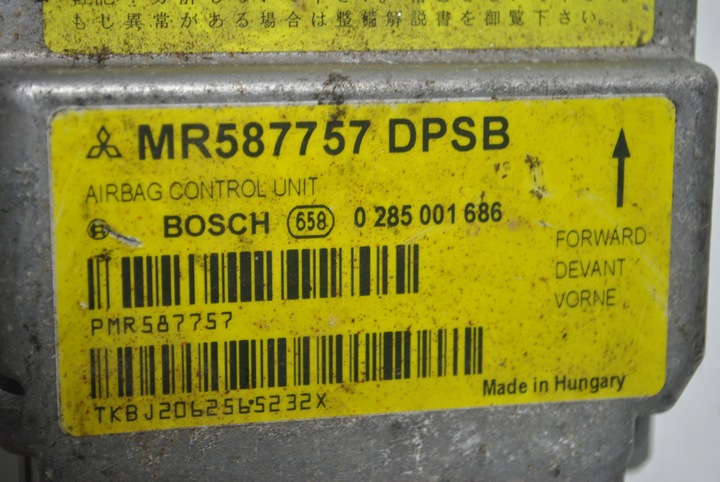 もし異常がある場合は整備解説書を御覧下さい。
MR587757 DPSB
AIRBAG CONTROL UNIT
BOSCH 658 0 285 001 686
FORWARD
DEVANT
VORNE
PMR587757
TKBJ2062565232X
Made in Hungary